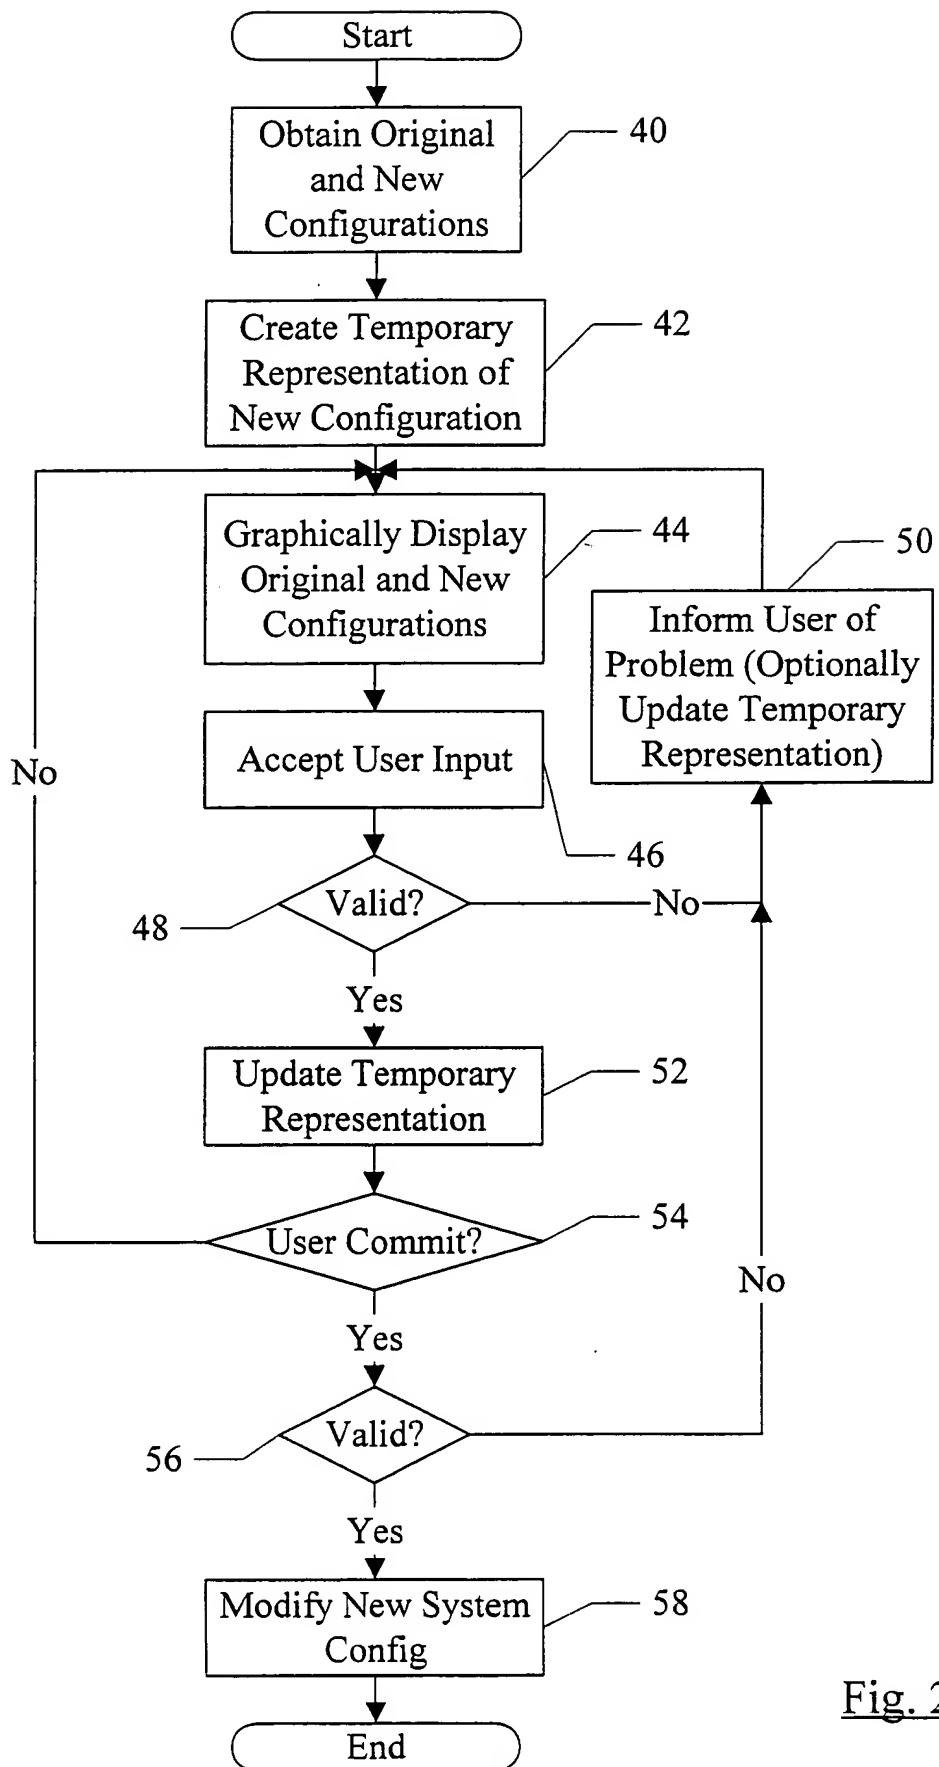 Start
Obtain Original
and New
Configurations
40
Create Temporary
Representation of
New Configuration
42
Graphically Display
Original and New
Configurations
44
50
Inform User of
Problem (Optionally
Update Temporary
Representation)
No
Accept User Input
46
Valid?
No
48
Yes
Update Temporary
Representation
52
User Commit?
54
No
Yes
Valid?
56
Yes
Modify New System
Config
58
Fig. 2
End